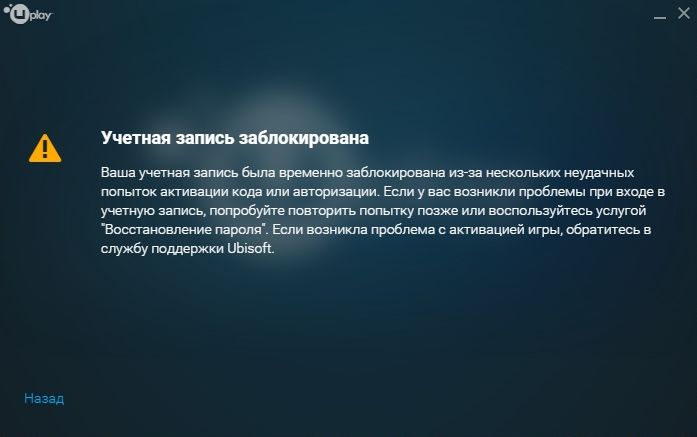 Uplay
Учетная запись заблокирована
Ваша учетная запись была временно заблокирована из-за нескольких неудачных
попыток активации кода или авторизации. Если у вас возникли проблемы при входе в
учетную запись, попробуйте повторить попытку позже или воспользуйтесь услугой
"Восстановление пароля". Если возникла проблема с активацией игры, обратитесь в
службу поддержки Ubisoft.
Назад